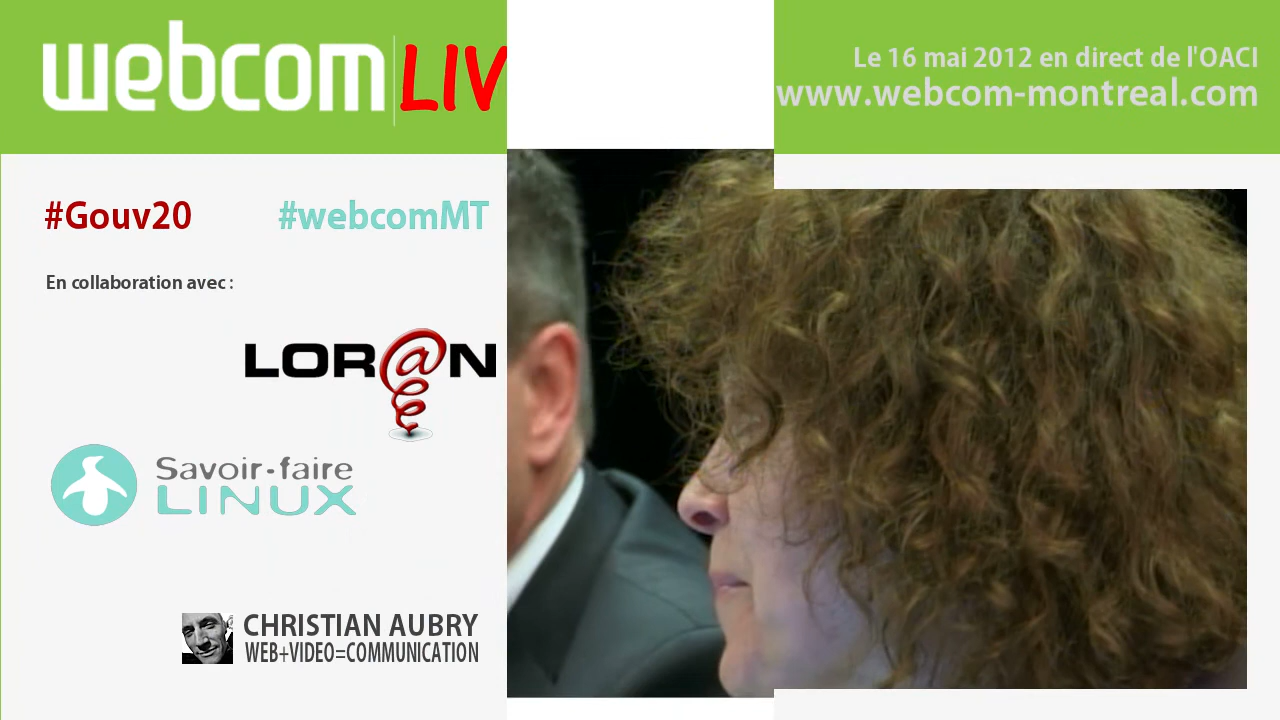 webcom LIV
Le 16 mai 2012 en direct de l'OACI
www.webcom-montreal.com
#Gouv20 #webcomMT
En collaboration avec :
LOR@N
Savoir-faire
LINUX
CHRISTIAN AUBRY
WEB+VIDEO=COMMUNICATION